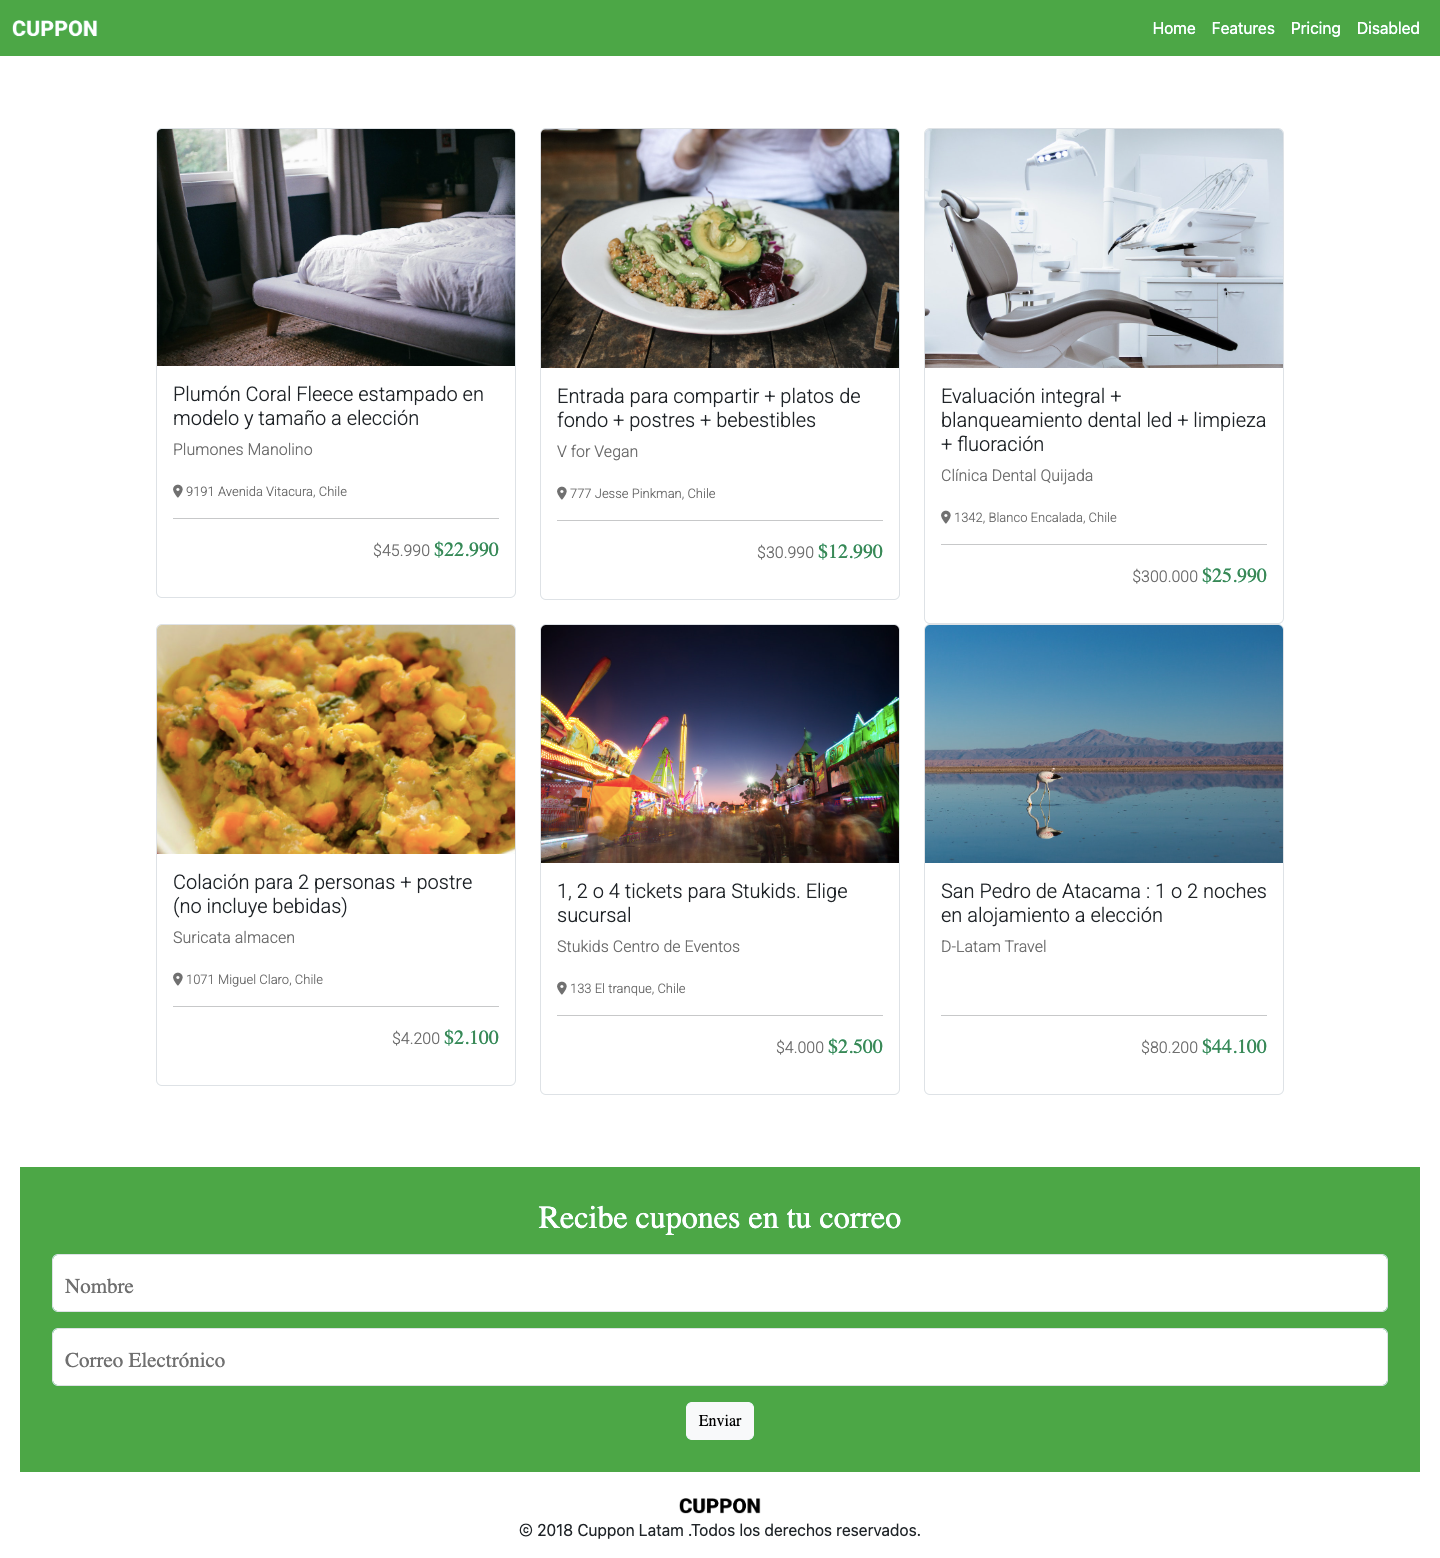 CUPPON
Home Features Pricing Disabled
Plumón Coral Fleece estampado en
modelo y tamaño a elección
Plumones Manolino
9191 Avenida Vitacura, Chile
$45.990 $22.990
Entrada para compartir + platos de
fondo + postres + bebestibles
V for Vegan
777 Jesse Pinkman, Chile
$30.990 $12.990
Evaluación integral +
blanqueamiento dental led + limpieza
+ fluoración
Clínica Dental Quijada
1342, Blanco Encalada, Chile
$300.000 $25.990
Colación para 2 personas + postre
(no incluye bebidas)
Suricata almacen
1071 Miguel Claro, Chile
$4.200 $2.100
1, 2 o 4 tickets para Stukids. Elige
sucursal
Stukids Centro de Eventos
133 El tranque, Chile
$4.000 $2.500
San Pedro de Atacama : 1 o 2 noches
en alojamiento a elección
D-Latam Travel
$80.200 $44.100
Recibe cupones en tu correo
Nombre
Correo Electrónico
Enviar
CUPPON
© 2018 Cuppon Latam .Todos los derechos reservados.